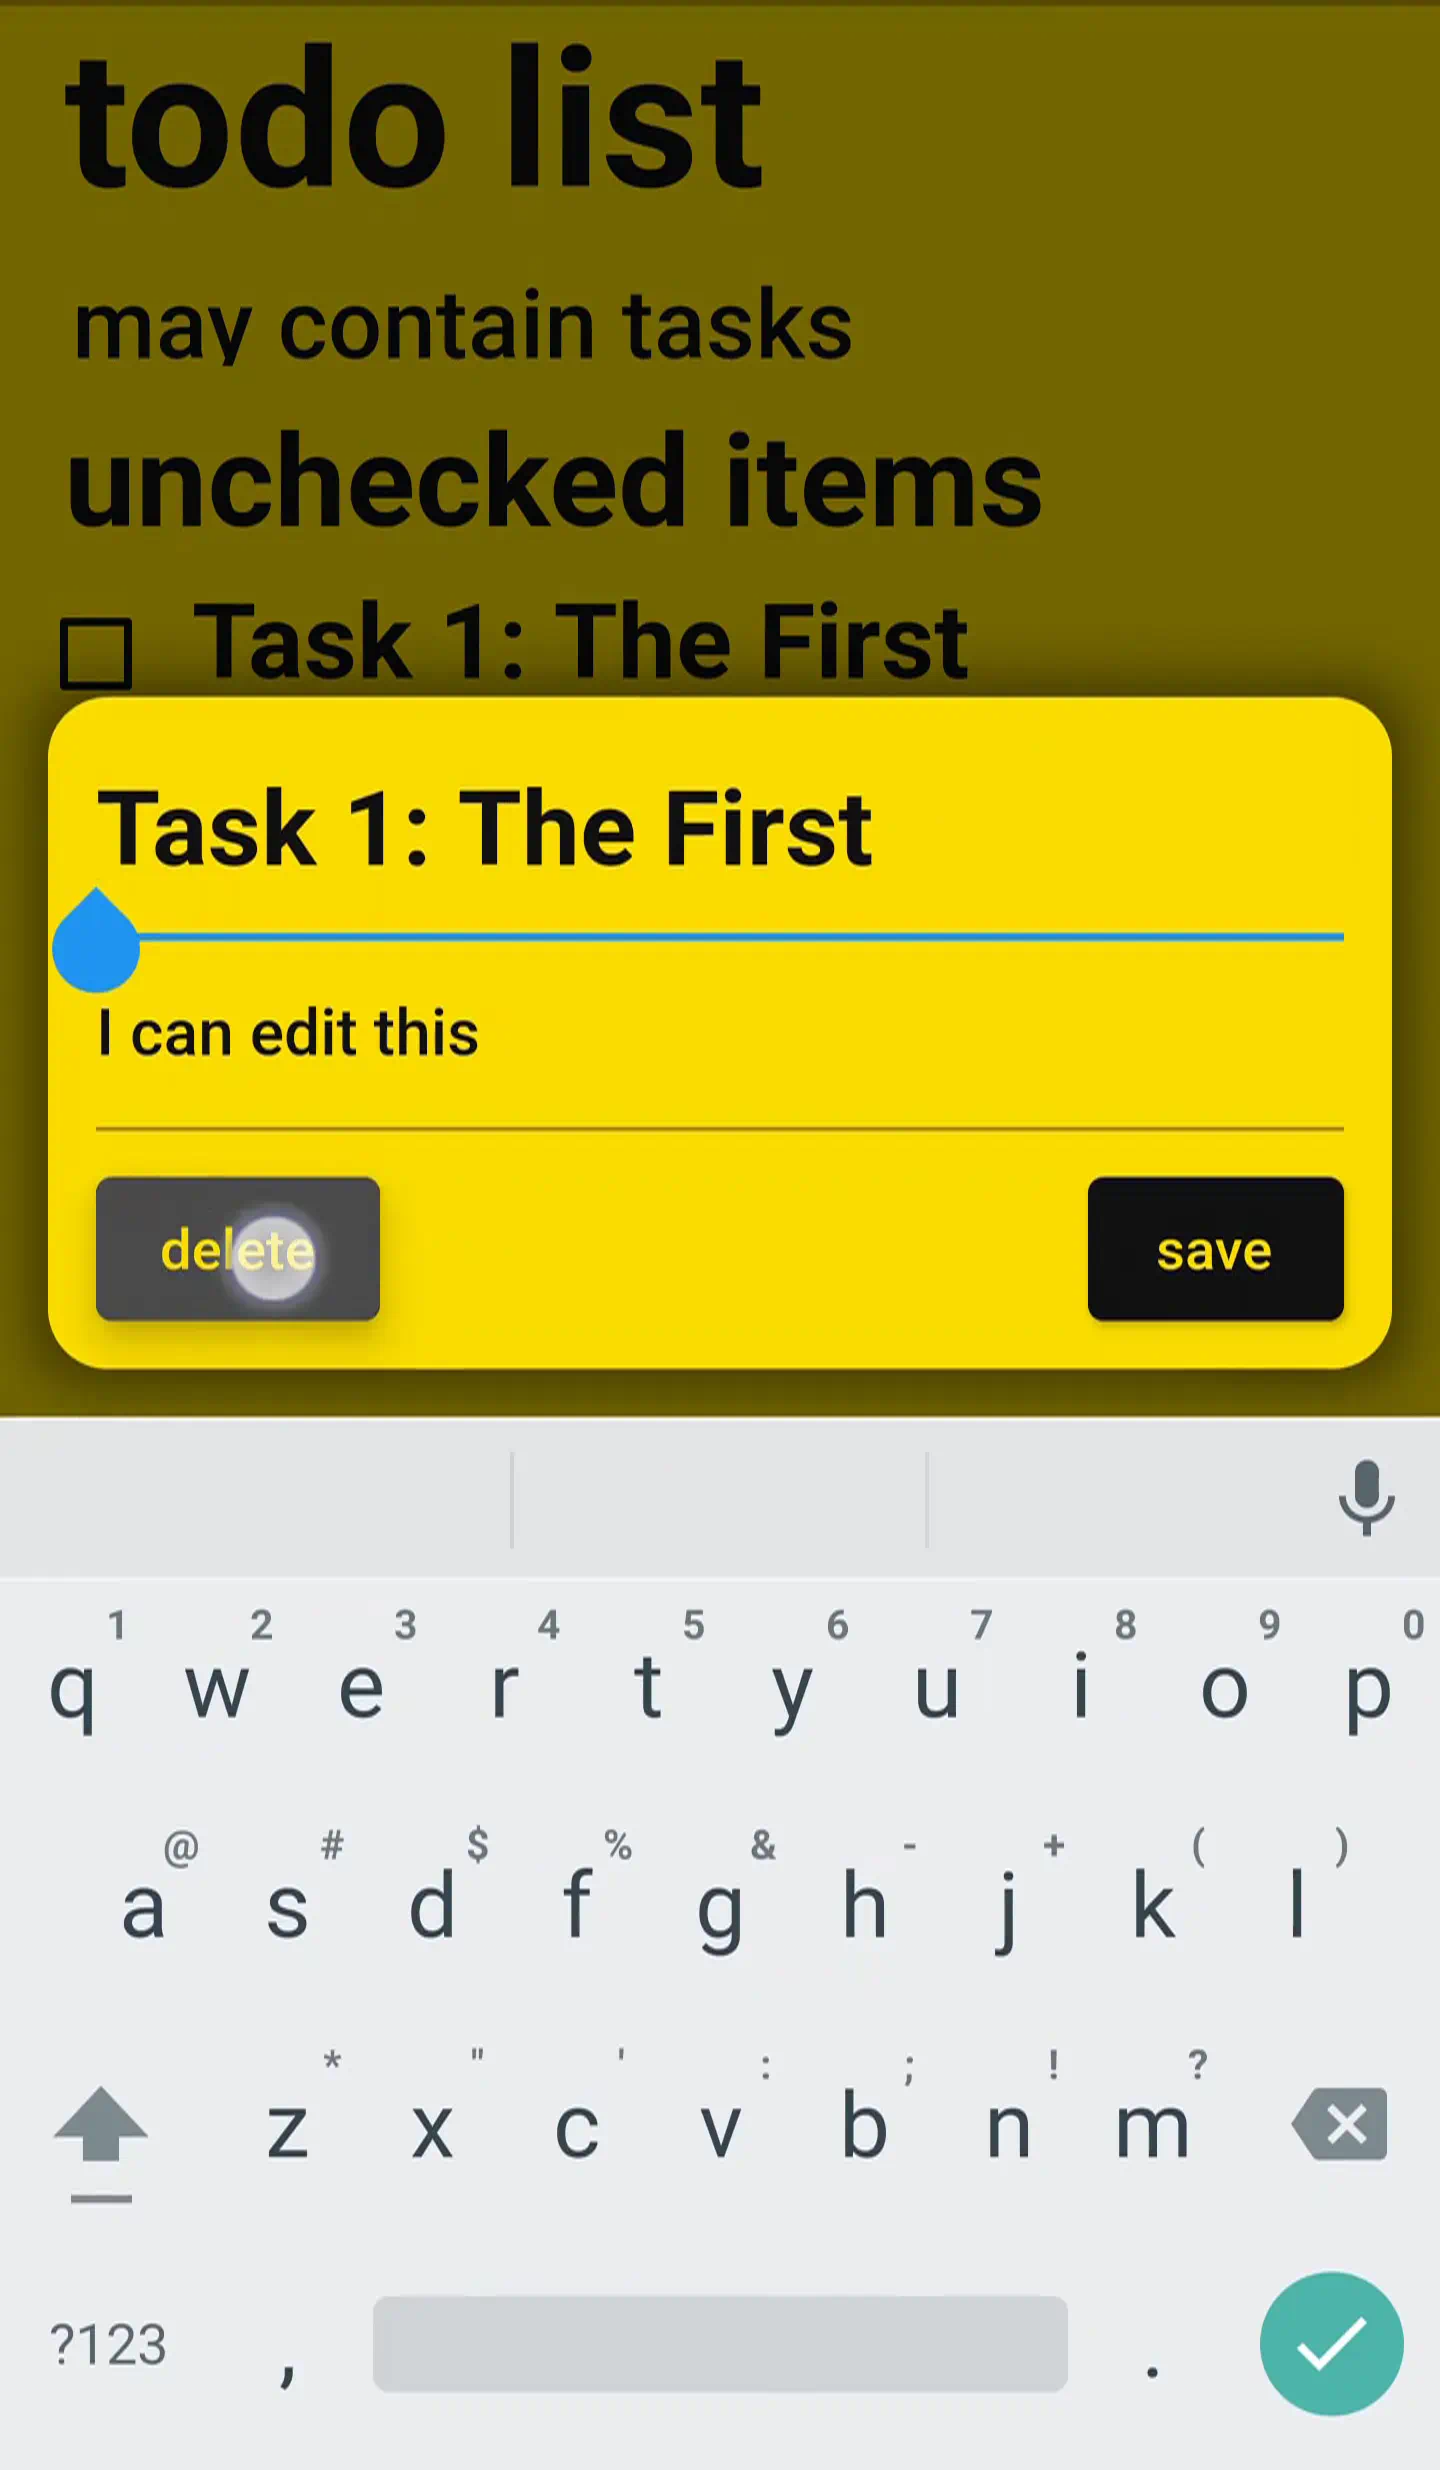 todo list
may contain tasks
unchecked items
Task 1: The First
Task 1: The First
I can edit this
delete
save
1 2 3 4 5 6 7 8 9 0
q w e r t y u i o p
@ # $ % & - + ( )
a s d f g h j k l
* " ' : ; ! ?
z x c v b n m
?123 , .